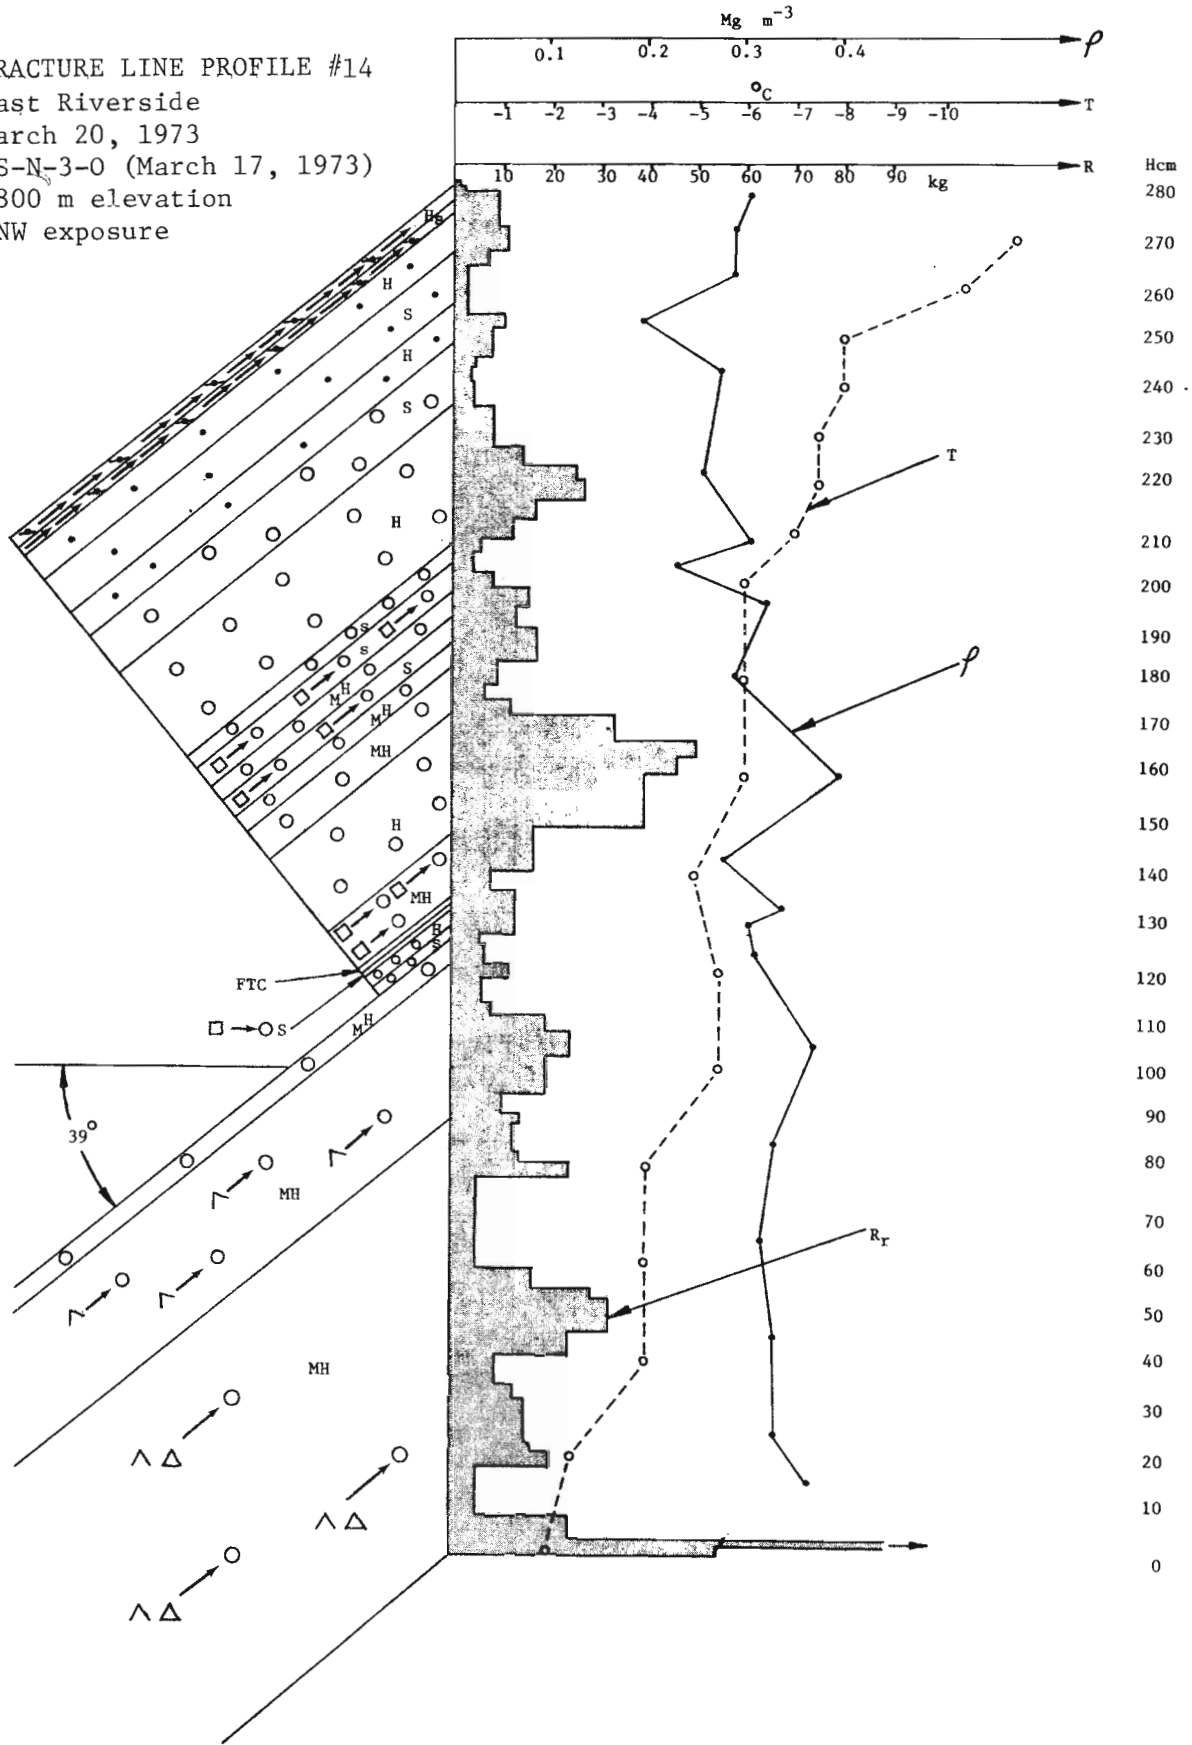 Mg m-3
ρ
0.1 0.2 0.3 0.4
RACTURE LINE PROFILE #14
ast Riverside
arch 20, 1973
S-N-3-O (March 17, 1973)
800 m elevation
NW exposure
°C
T
-1 -2 -3 -4 -5 -6 -7 -8 -9 -10
R
10 20 30 40 50 60 70 80 90 kg
Hcm
280
Hs
270
H
260
S
250
H
240
S
230
T
220
H
210
200
S
190
S
S
180
MH
ρ
MH
170
MH
160
H
150
140
MH
130
H
S
FTC
120
S
MH
110
100
90
39°
80
MH
70
Rr
60
50
MH
40
30
20
10
0